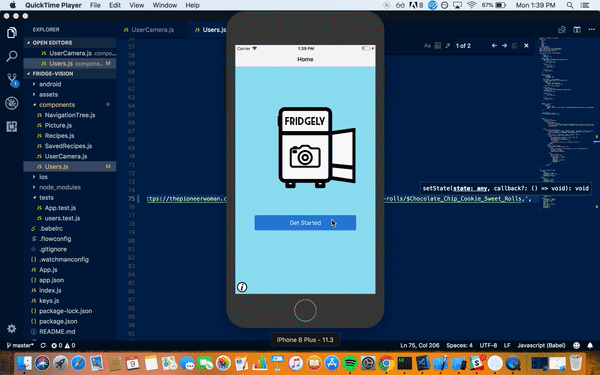 QuickTime Player File Edit View Window Help
8 67% Mon 1:39 PM
EXPLORER
OPEN EDITORS
UserCamera.js compo...
Users.js compone... M
FRIDGE-VISION
android
assets
components
NavigationTree.js
Picture.js
Recipes.js
SavedRecipes.js
UserCamera.js
Users.js M
ios
node_modules
tests
App.test.js
users.test.js
.babelrc
.flowconfig
.gitignore
.watchmanconfig
App.js
app.json
index.js
keys.js
package-lock.json
package.json
README.md
UserCamera.js
Users.js
Aa
1 of 2
75
ttps://thepioneerwoman.c
-rolls/$Chocolate_Chip_Cookie_Sweet_Rolls,',
setState(state: any, callback?: () => void): void
Carrier 1:39 PM
Home
FRIDGELY
Get Started
iPhone 8 Plus - 11.3
master* 0 0
Ln 75, Col 206 Spaces: 4 UTF-8 LF Javascript (Babel)